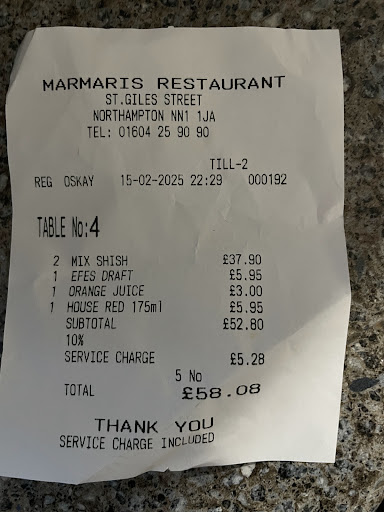 MARMARIS RESTAURANT
ST.GILES STREET
NORTHAMPTON NN1 1JA
TEL: 01604 25 90 90
TILL-2
REG OSKAY 15-02-2025 22:29 000192
TABLE No:4
2 MIX SHISH £37.90
1 EFES DRAFT £5.95
1 ORANGE JUICE £3.00
1 HOUSE RED 175ml £5.95
SUBTOTAL £52.80
10%
SERVICE CHARGE £5.28
5 No
TOTAL £58.08
THANK YOU
SERVICE CHARGE INCLUDED